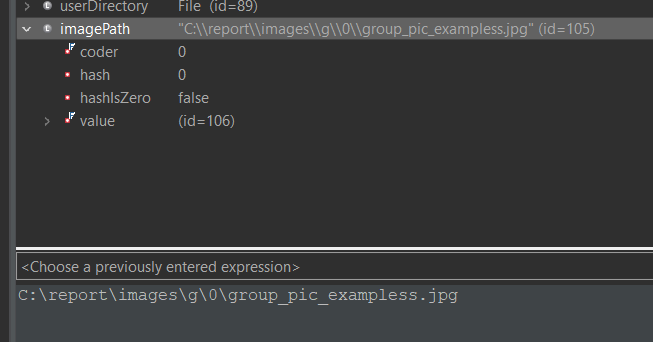 userDirectory File (id=89)
imagePath "C:\\report\\images\\g\\0\\group_pic_exampless.jpg" (id=105)
coder 0
hash 0
hashIsZero false
value (id=106)
<Choose a previously entered expression>
C:\report\images\g\0\group_pic_exampless.jpg